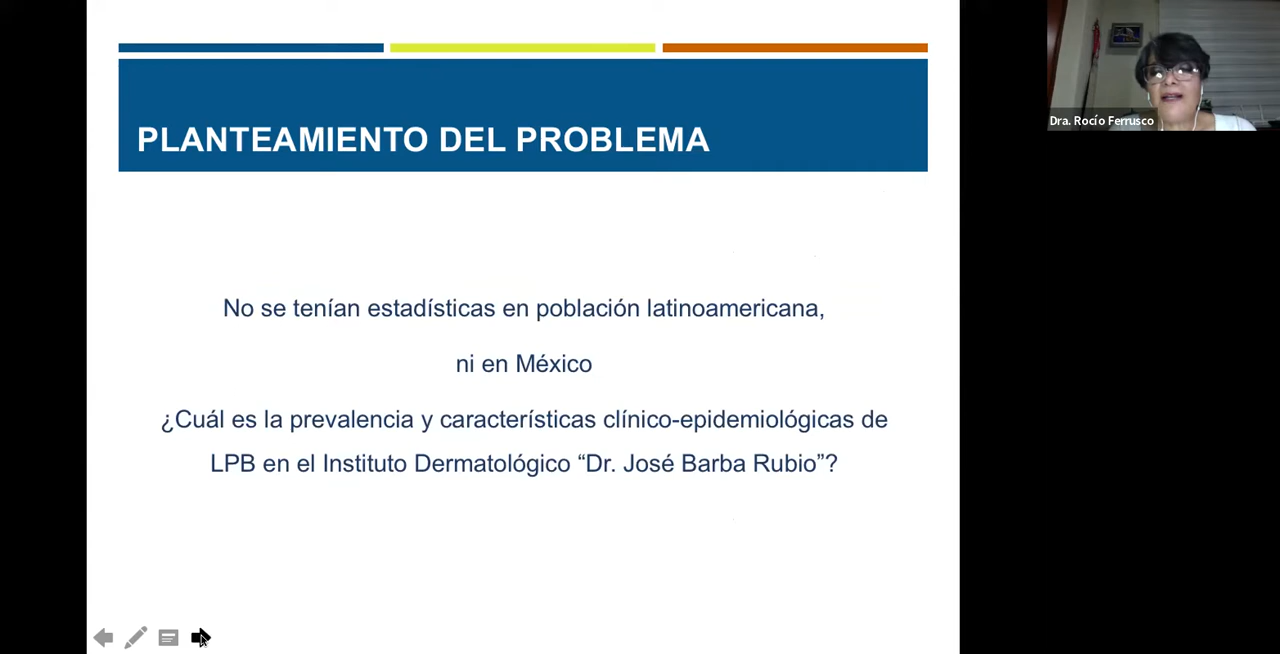 PLANTEAMIENTO DEL PROBLEMA
No se tenían estadísticas en población latinoamericana,
ni en México
¿Cuál es la prevalencia y características clínico-epidemiológicas de
LPB en el Instituto Dermatológico “Dr. José Barba Rubio”?
Dra. Rocío Ferrusco